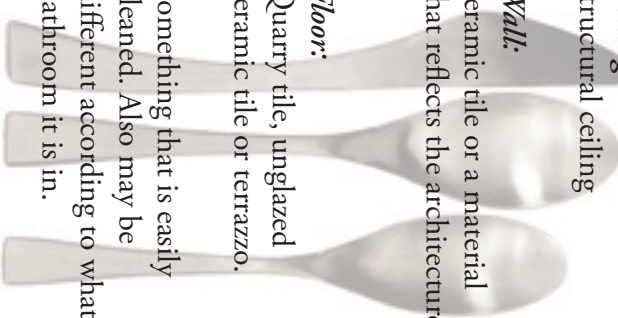 tructural ceiling
Wall:
eramic tile or a material
hat reflects the architecture
Floor:
Quarry tile, unglazed
eramic tile or terrazzo.
omething that is easily
leaned. Also may be
ifferent according to what
athroom it is in.